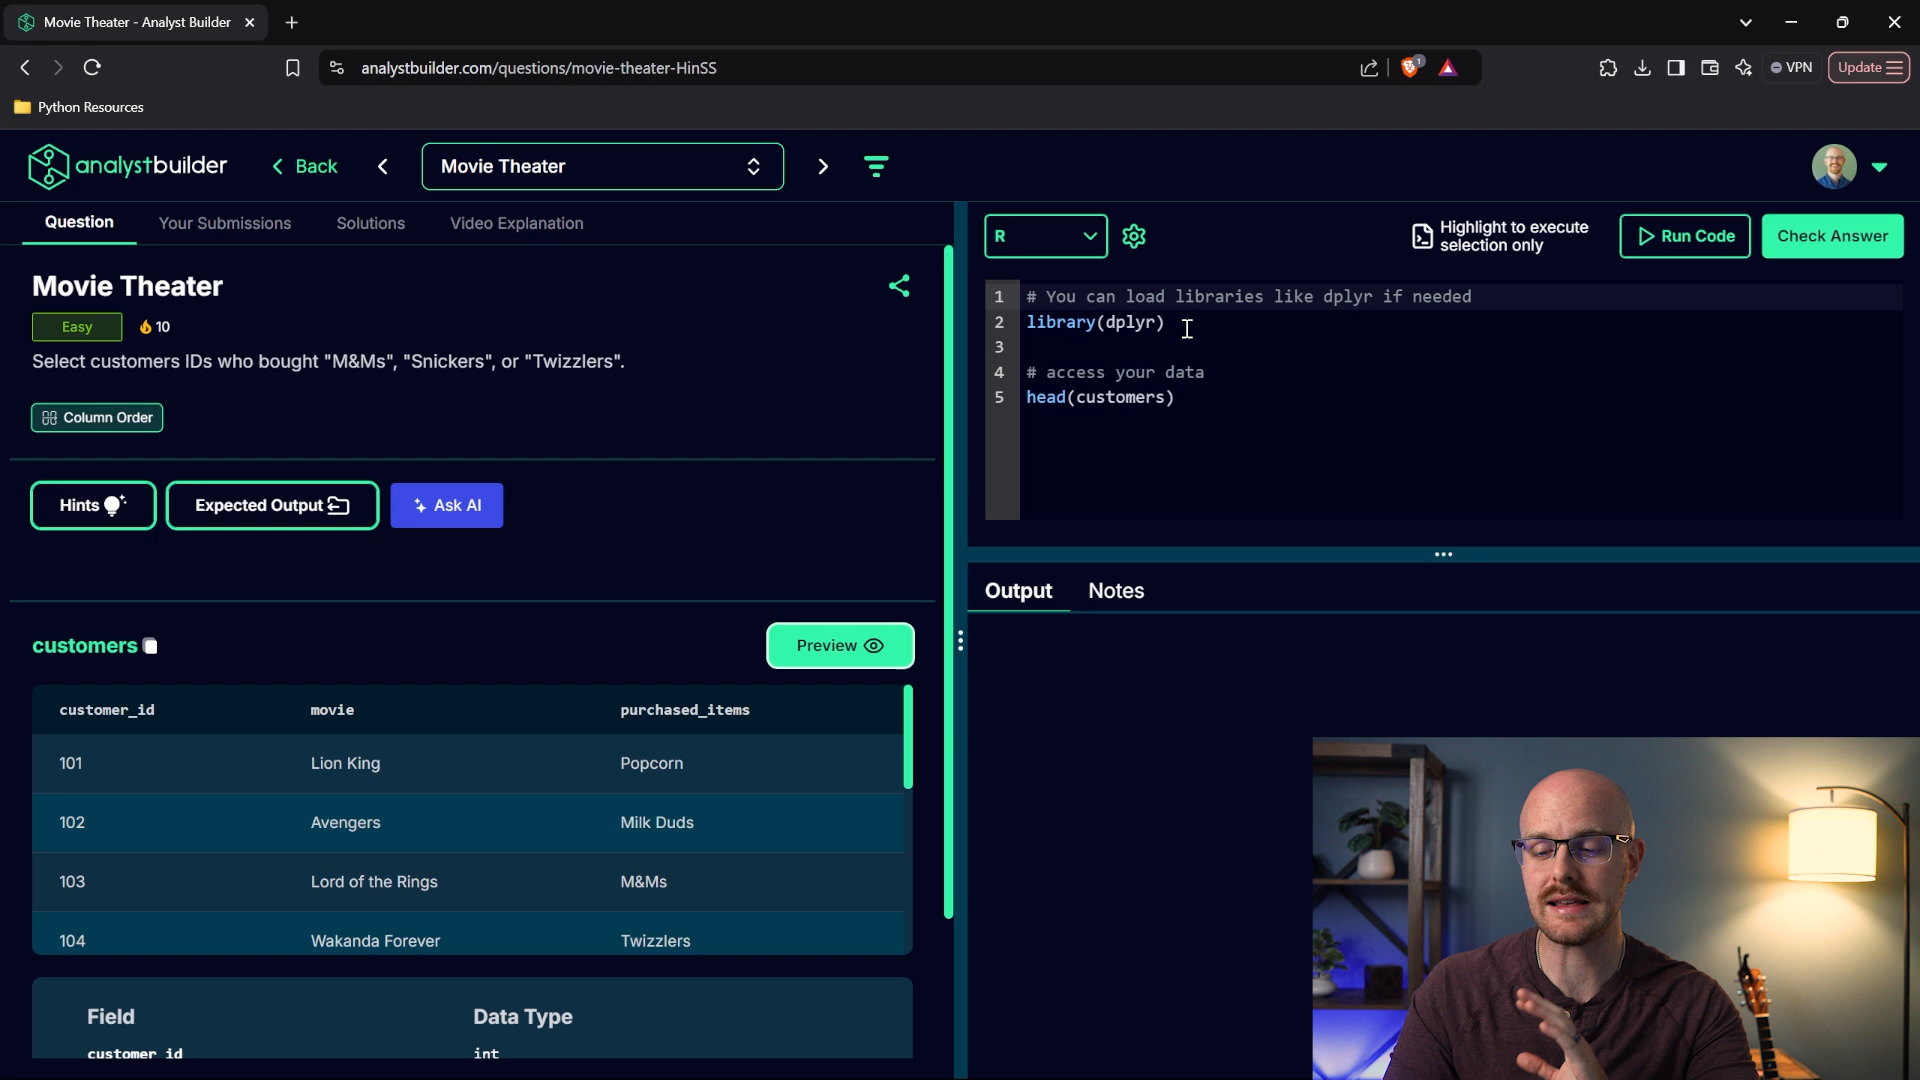 Movie Theater - Analyst Builder
analystbuilder.com/questions/movie-theater-HinSS
1
VPN
Update
Python Resources
analystbuilder
Back
Movie Theater
Question
Your Submissions
Solutions
Video Explanation
Movie Theater
Easy
10
Select customers IDs who bought "M&Ms", "Snickers", or "Twizzlers".
Column Order
Hints
Expected Output
Ask AI
customers
Preview
customer_id movie purchased_items
101 Lion King Popcorn
102 Avengers Milk Duds
103 Lord of the Rings M&Ms
104 Wakanda Forever Twizzlers
Field Data Type
customer_id int
R
Highlight to execute
selection only
Run Code
Check Answer
1 # You can load libraries like dplyr if needed
2 library(dplyr)
3
4 # access your data
5 head(customers)
Output
Notes